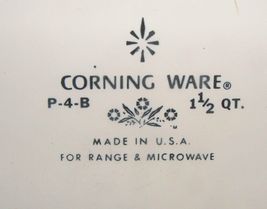 CORNING WARE®
P-4-B 1½ QT.
MADE IN U.S.A.
FOR RANGE & MICROWAVE